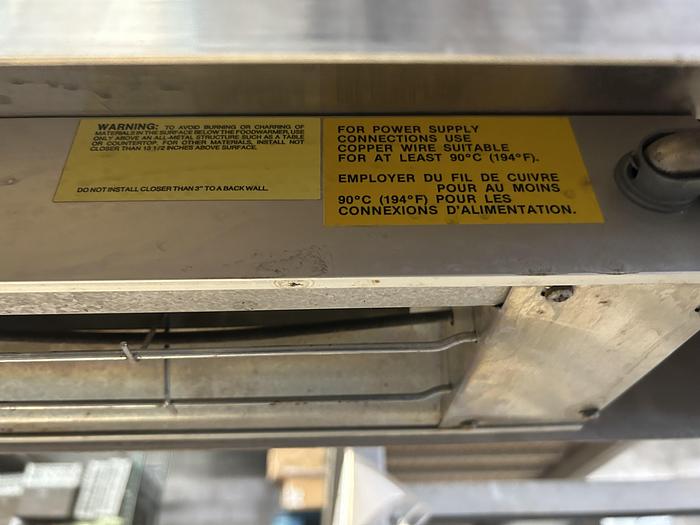 WARNING: TO AVOID BURNING OR CHARRING OF
MATERIALS IN THE SURFACE BELOW THE FOODWARMER, USE
ONLY ABOVE AN ALL-METAL STRUCTURE SUCH AS A TABLE
OR COUNTERTOP. FOR OTHER MATERIALS, INSTALL NOT
CLOSER THAN 13 1/2 INCHES ABOVE SURFACE.
DO NOT INSTALL CLOSER THAN 3" TO A BACK WALL.
FOR POWER SUPPLY
CONNECTIONS USE
COPPER WIRE SUITABLE
FOR AT LEAST 90°C (194°F).
EMPLOYER DU FIL DE CUIVRE
POUR AU MOINS
90°C (194°F) POUR LES
CONNEXIONS D'ALIMENTATION.